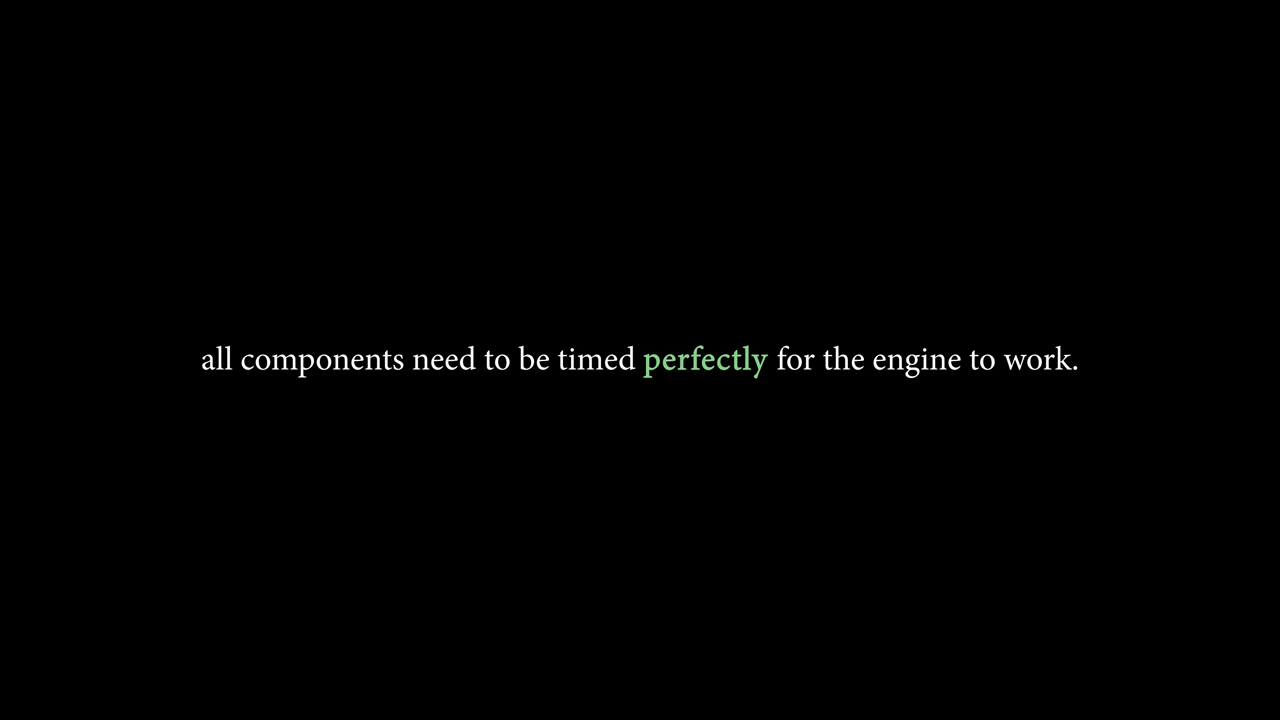 all components need to be timed perfectly for the engine to work.